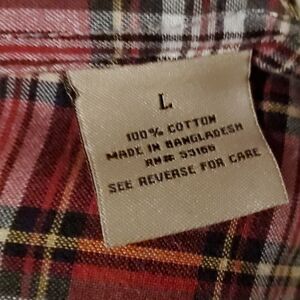 L
100% COTTON
MADE IN BANGLADESH
RN# 53166
SEE REVERSE FOR CARE